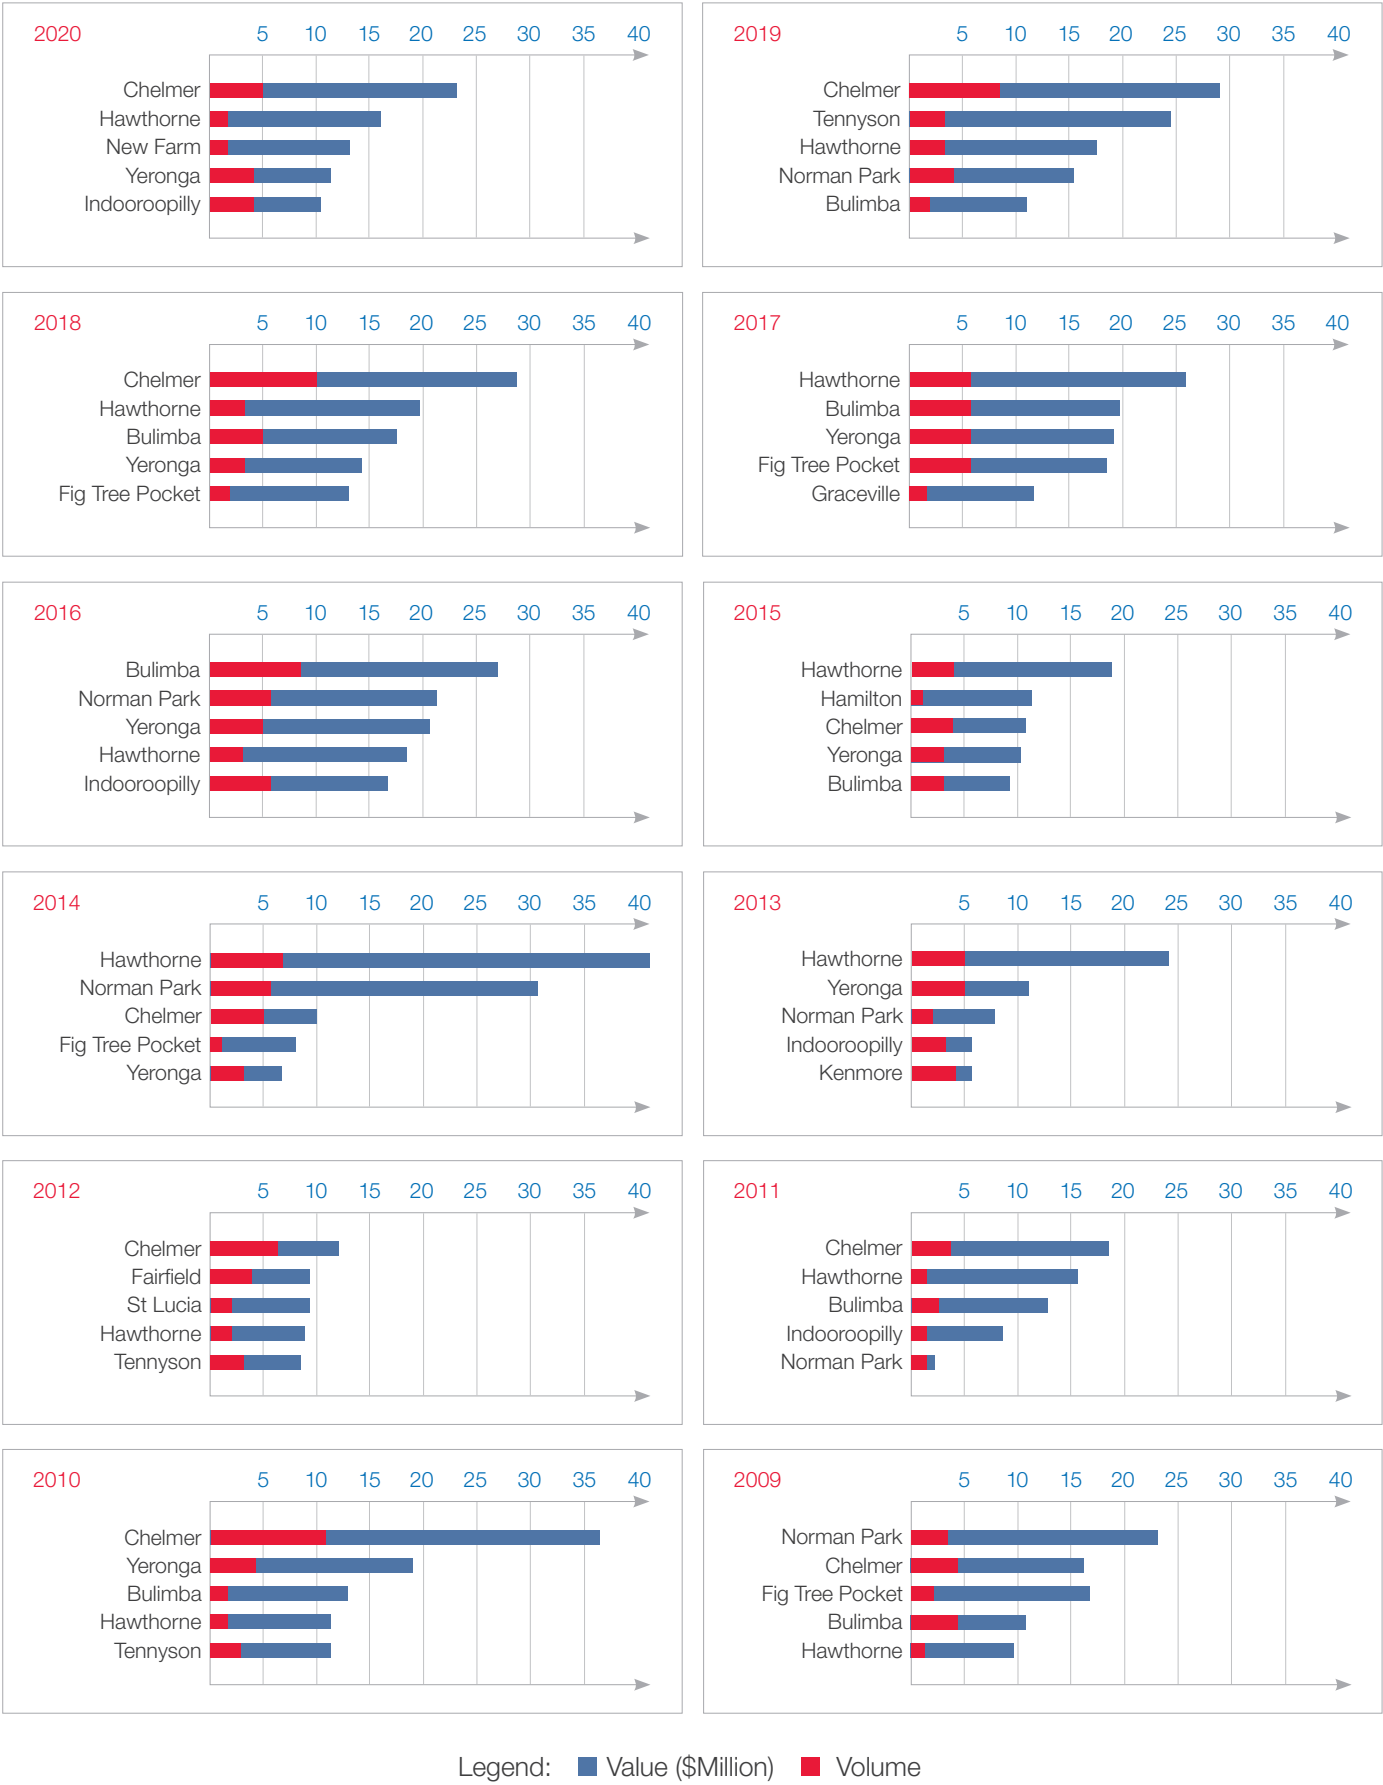 2020 5 10 15 20 25 30 35 40
Chelmer
Hawthorne
New Farm
Yeronga
Indooroopilly
2019 5 10 15 20 25 30 35 40
Chelmer
Tennyson
Hawthorne
Norman Park
Bulimba
2018 5 10 15 20 25 30 35 40
Chelmer
Hawthorne
Bulimba
Yeronga
Fig Tree Pocket
2017 5 10 15 20 25 30 35 40
Hawthorne
Bulimba
Yeronga
Fig Tree Pocket
Graceville
2016 5 10 15 20 25 30 35 40
Bulimba
Norman Park
Yeronga
Hawthorne
Indooroopilly
2015 5 10 15 20 25 30 35 40
Hawthorne
Hamilton
Chelmer
Yeronga
Bulimba
2014 5 10 15 20 25 30 35 40
Hawthorne
Norman Park
Chelmer
Fig Tree Pocket
Yeronga
2013 5 10 15 20 25 30 35 40
Hawthorne
Yeronga
Norman Park
Indooroopilly
Kenmore
2012 5 10 15 20 25 30 35 40
Chelmer
Fairfield
St Lucia
Hawthorne
Tennyson
2011 5 10 15 20 25 30 35 40
Chelmer
Hawthorne
Bulimba
Indooroopilly
Norman Park
2010 5 10 15 20 25 30 35 40
Chelmer
Yeronga
Bulimba
Hawthorne
Tennyson
2009 5 10 15 20 25 30 35 40
Norman Park
Chelmer
Fig Tree Pocket
Bulimba
Hawthorne
Legend: Value ($Million) Volume